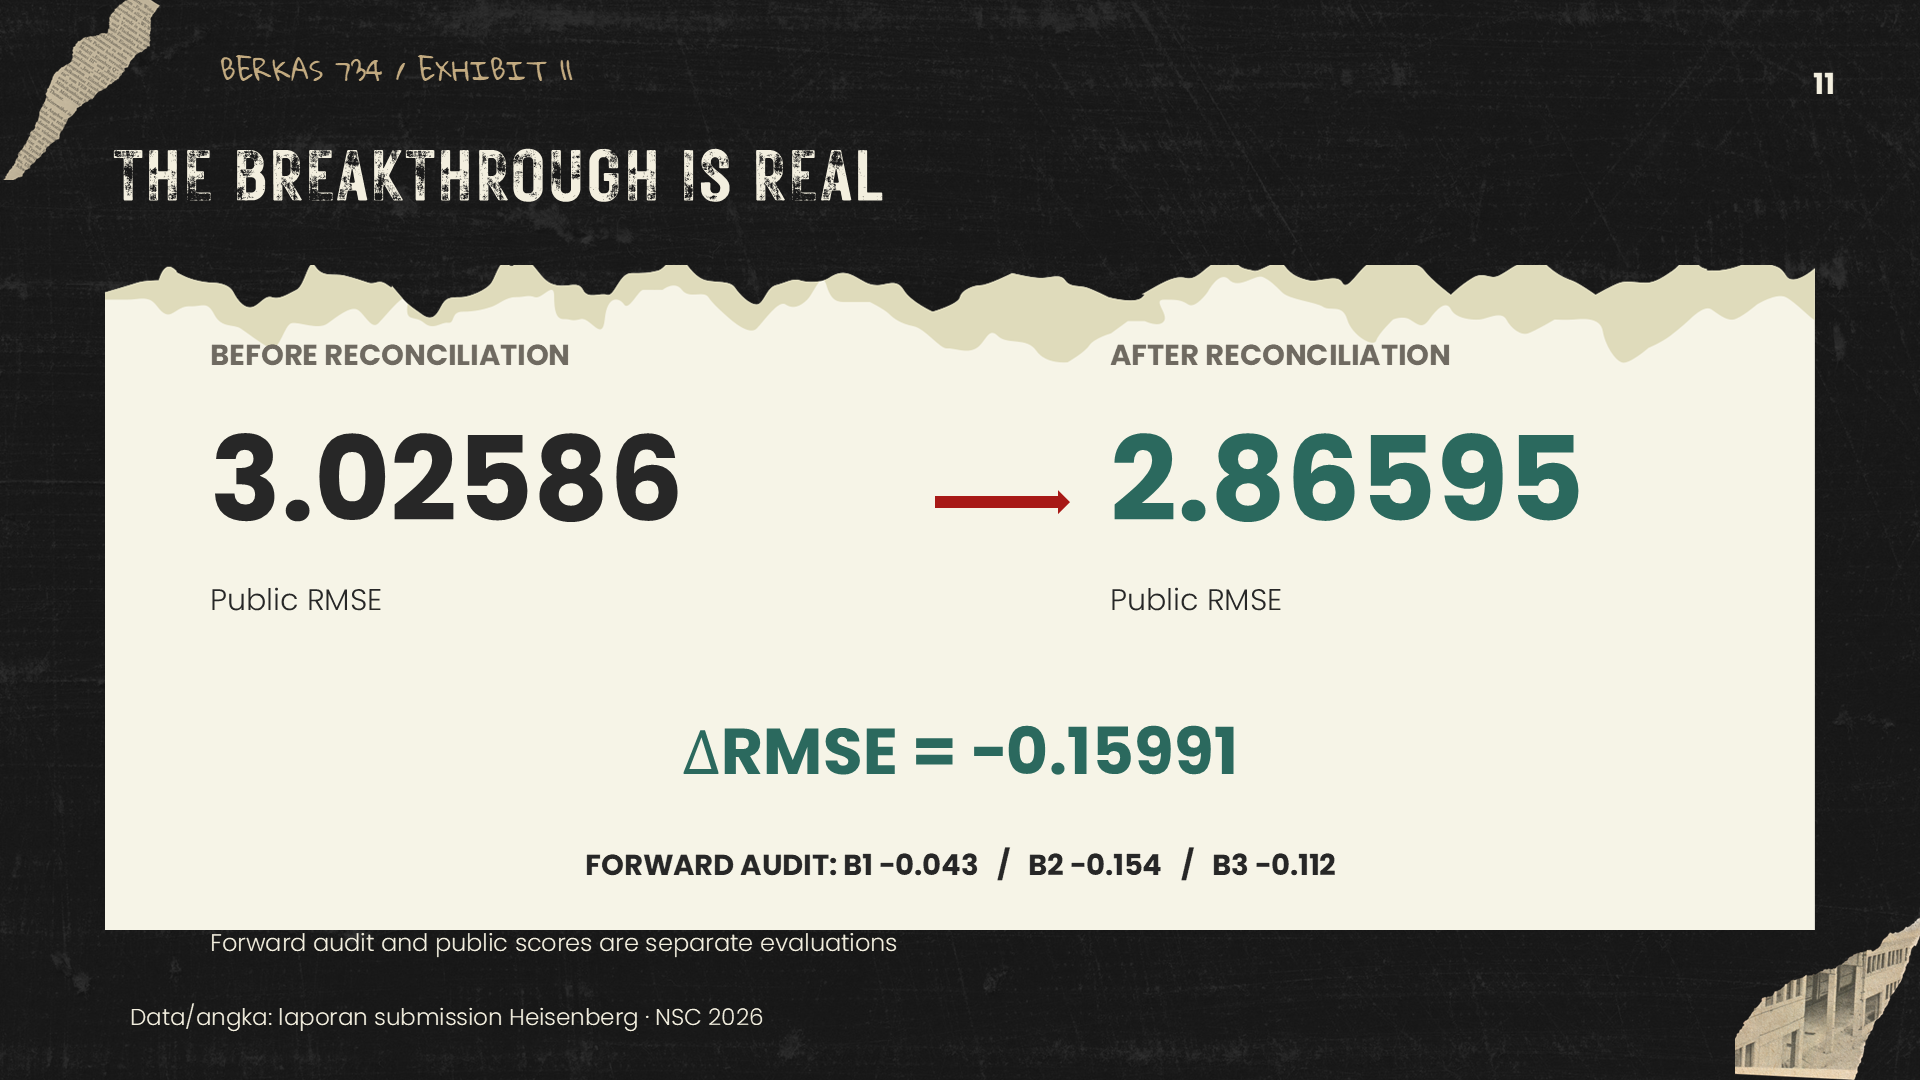 BERKAS 734 / EXHIBIT 11
11
THE BREAKTHROUGH IS REAL
BEFORE RECONCILIATION
AFTER RECONCILIATION
3.02586
2.86595
Public RMSE
Public RMSE
ΔRMSE = −0.15991
FORWARD AUDIT: B1 −0.043 / B2 −0.154 / B3 −0.112
Forward audit and public scores are separate evaluations
Data/angka: laporan submission Heisenberg · NSC 2026